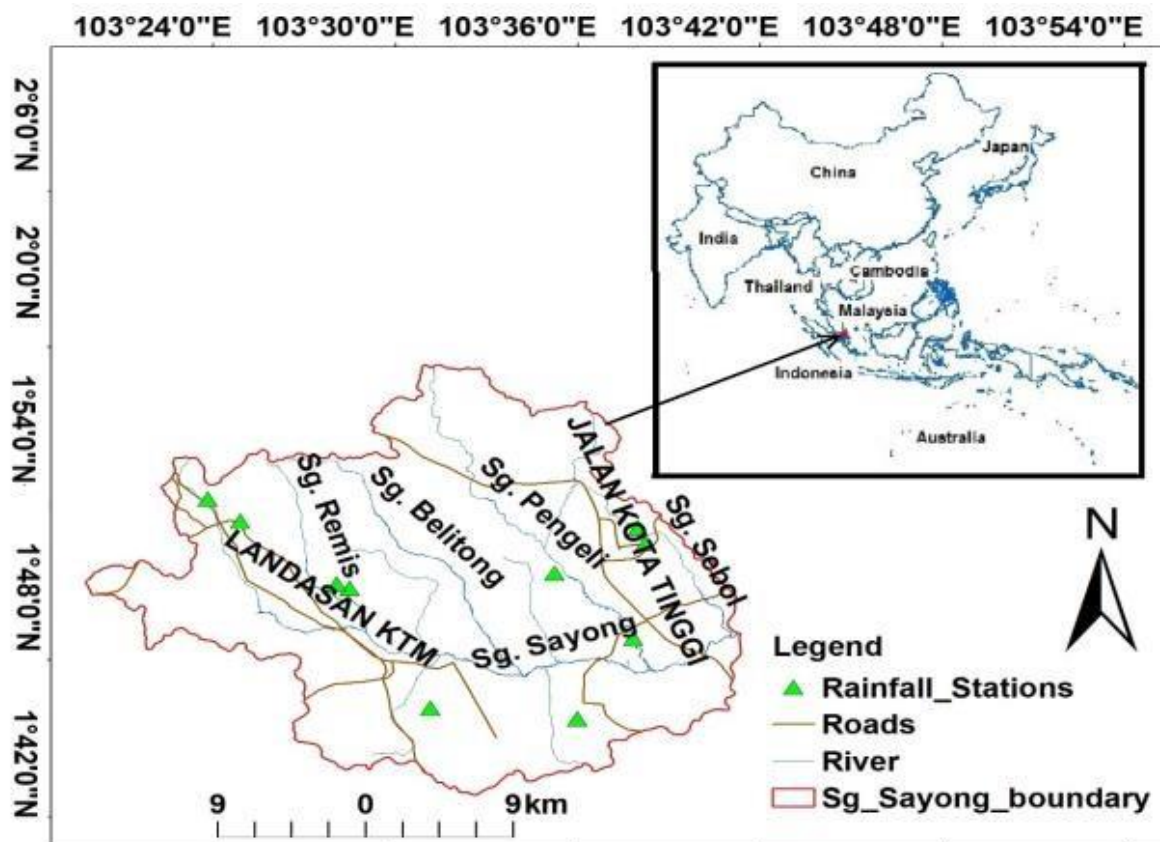 103°24'0"E 103°30'0"E 103°36'0"E 103°42'0"E 103°48'0"E 103°54'0"E
2°6'0"N
2°0'0"N
1°54'0"N
1°48'0"N
1°42'0"N
China
Japan
India
Cambodia
Thailand
Malaysia
Indonesia
Australia
Sg. Remis
Sg. Belitong
Sg. Pengeli
JALAN KOTA TINGGI
Sg. Sebol
LANDASAN KTM
Sg. Sayong
N
Legend
Rainfall_Stations
Roads
River
Sg_Sayong_boundary
9 0 9km